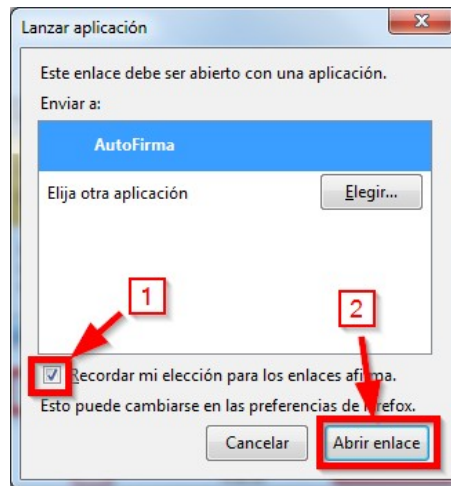 Lanzar aplicación
x
Este enlace debe ser abierto con una aplicación.
Enviar a:
AutoFirma
Elija otra aplicación
Elegir...
1
2
Recordar mi elección para los enlaces afirma.
Esto puede cambiarse en las preferencias de Firefox.
Cancelar
Abrir enlace